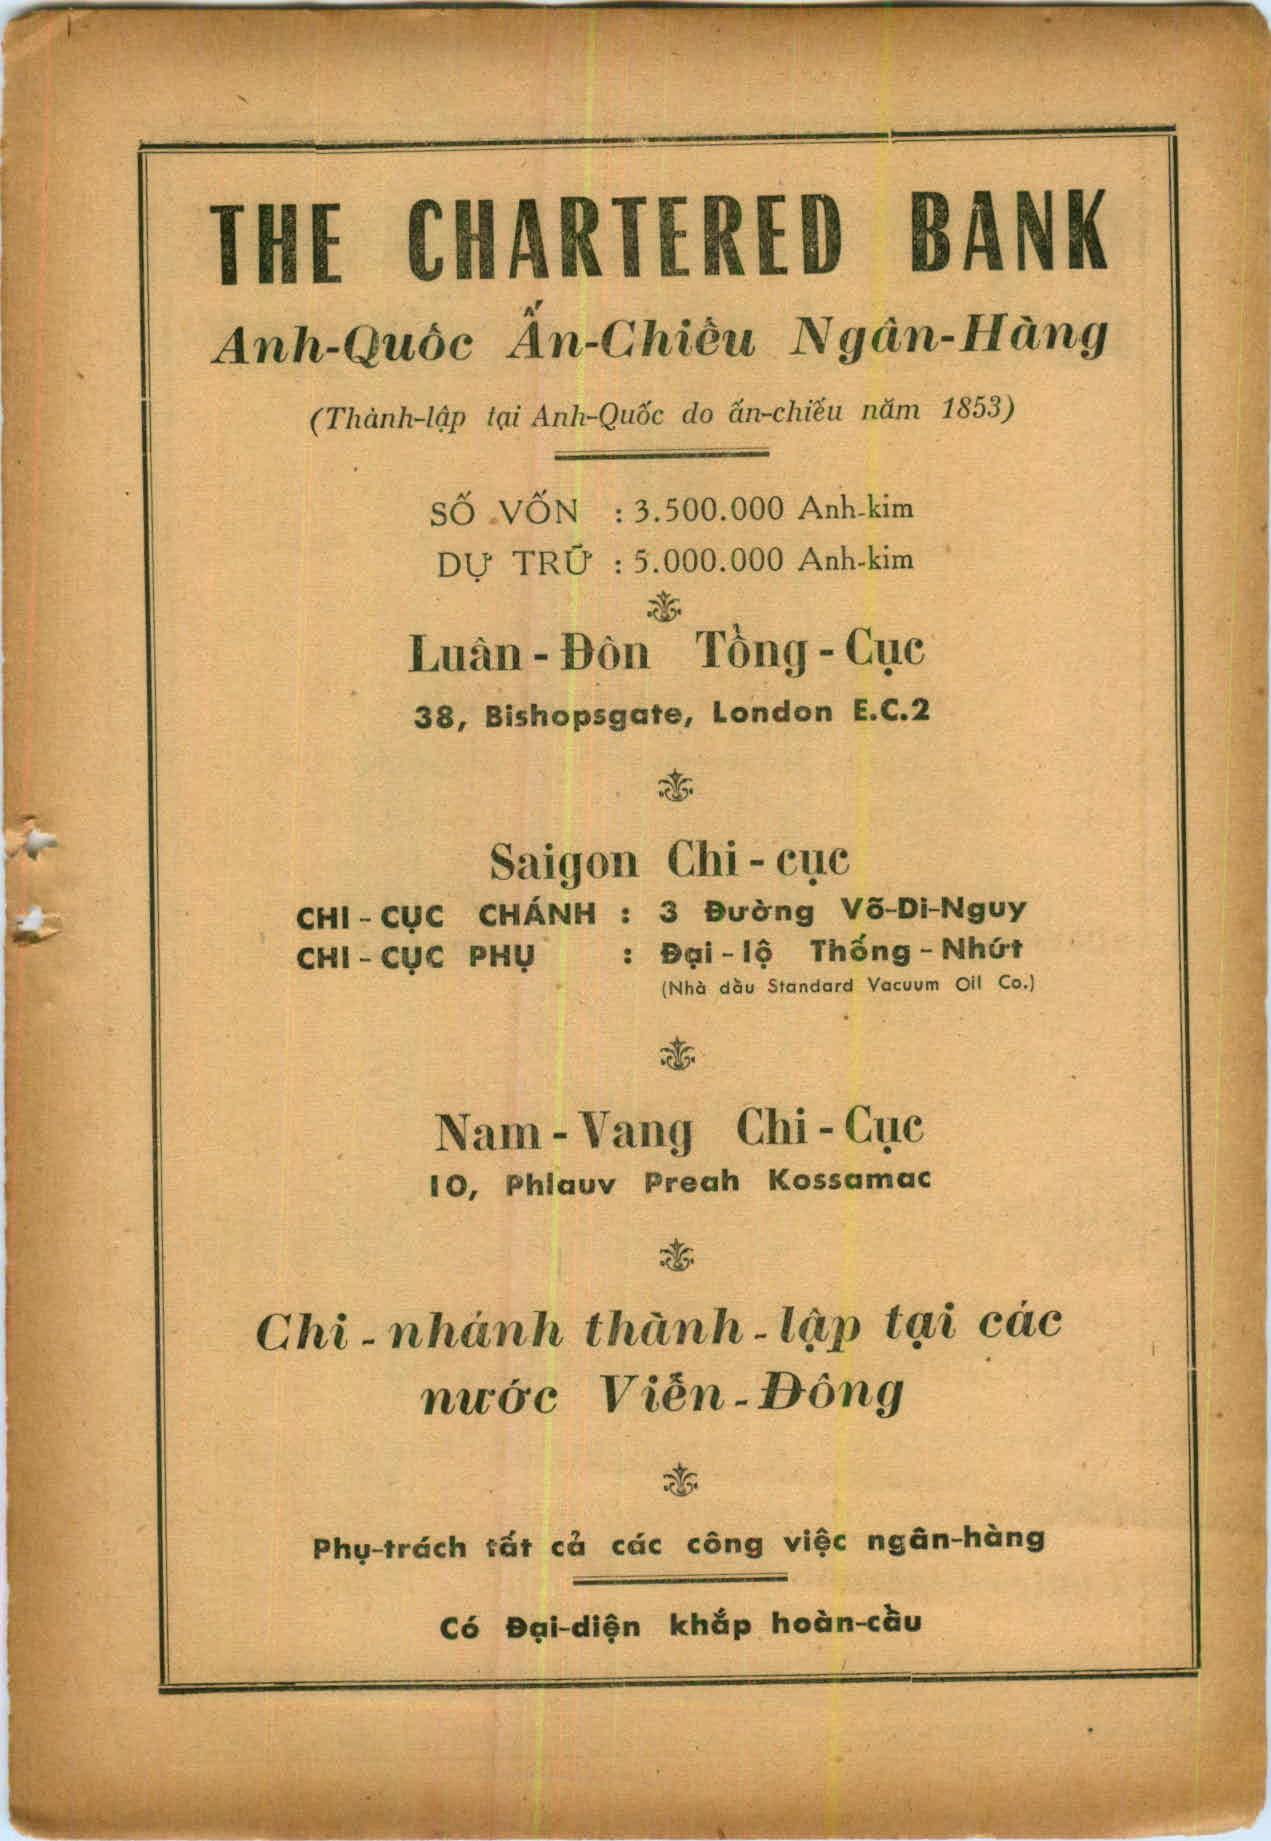 THE CHARTERED BANK
Anh-Quốc Ấn-Chiếu Ngân-Hàng
(Thành-lập tại Anh-Quốc do ấn-chiếu năm 1853)
SỐ VỐN : 3.500.000 Anh-kim
DỰ TRỮ : 5.000.000 Anh-kim
Luân - Đôn Tổng - Cục
38, Bishopsgate, London E.C.2
Saigon Chi - cục
CHI - CỤC CHÁNH : 3 Đường Võ-Di-Nguy
CHI - CỤC PHỤ : Đại - lộ Thống - Nhứt
(Nhà dầu Standard Vacuum Oil Co.)
Nam - Vang Chi - Cục
10, Phlauv Preah Kossamac
Chi - nhánh thành - lập tại các
nước Viễn - Đông
Phụ-trách tất cả các công việc ngân-hàng
Có Đại-diện khắp hoàn-cầu